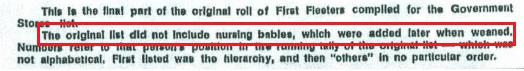 This is the final part of the original roll of First Fleeters compiled for the Government
Stores list.
The original list did not include nursing babies, which were added later when weaned,
Numbers refer to that person's position in the running tally of the original list — which was
not alphabetical. First listed was the hierarchy, and then "others" in no particular order.